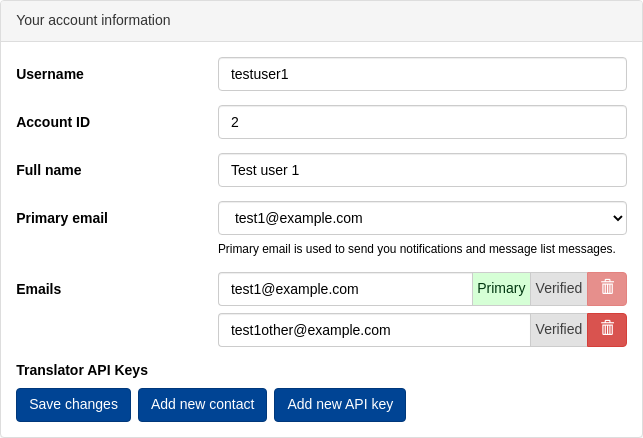 Your account information
Username testuser1
Account ID 2
Full name Test user 1
Primary email test1@example.com
Primary email is used to send you notifications and message list messages.
Emails test1@example.com Primary Verified
test1other@example.com Verified
Translator API Keys
Save changes Add new contact Add new API key